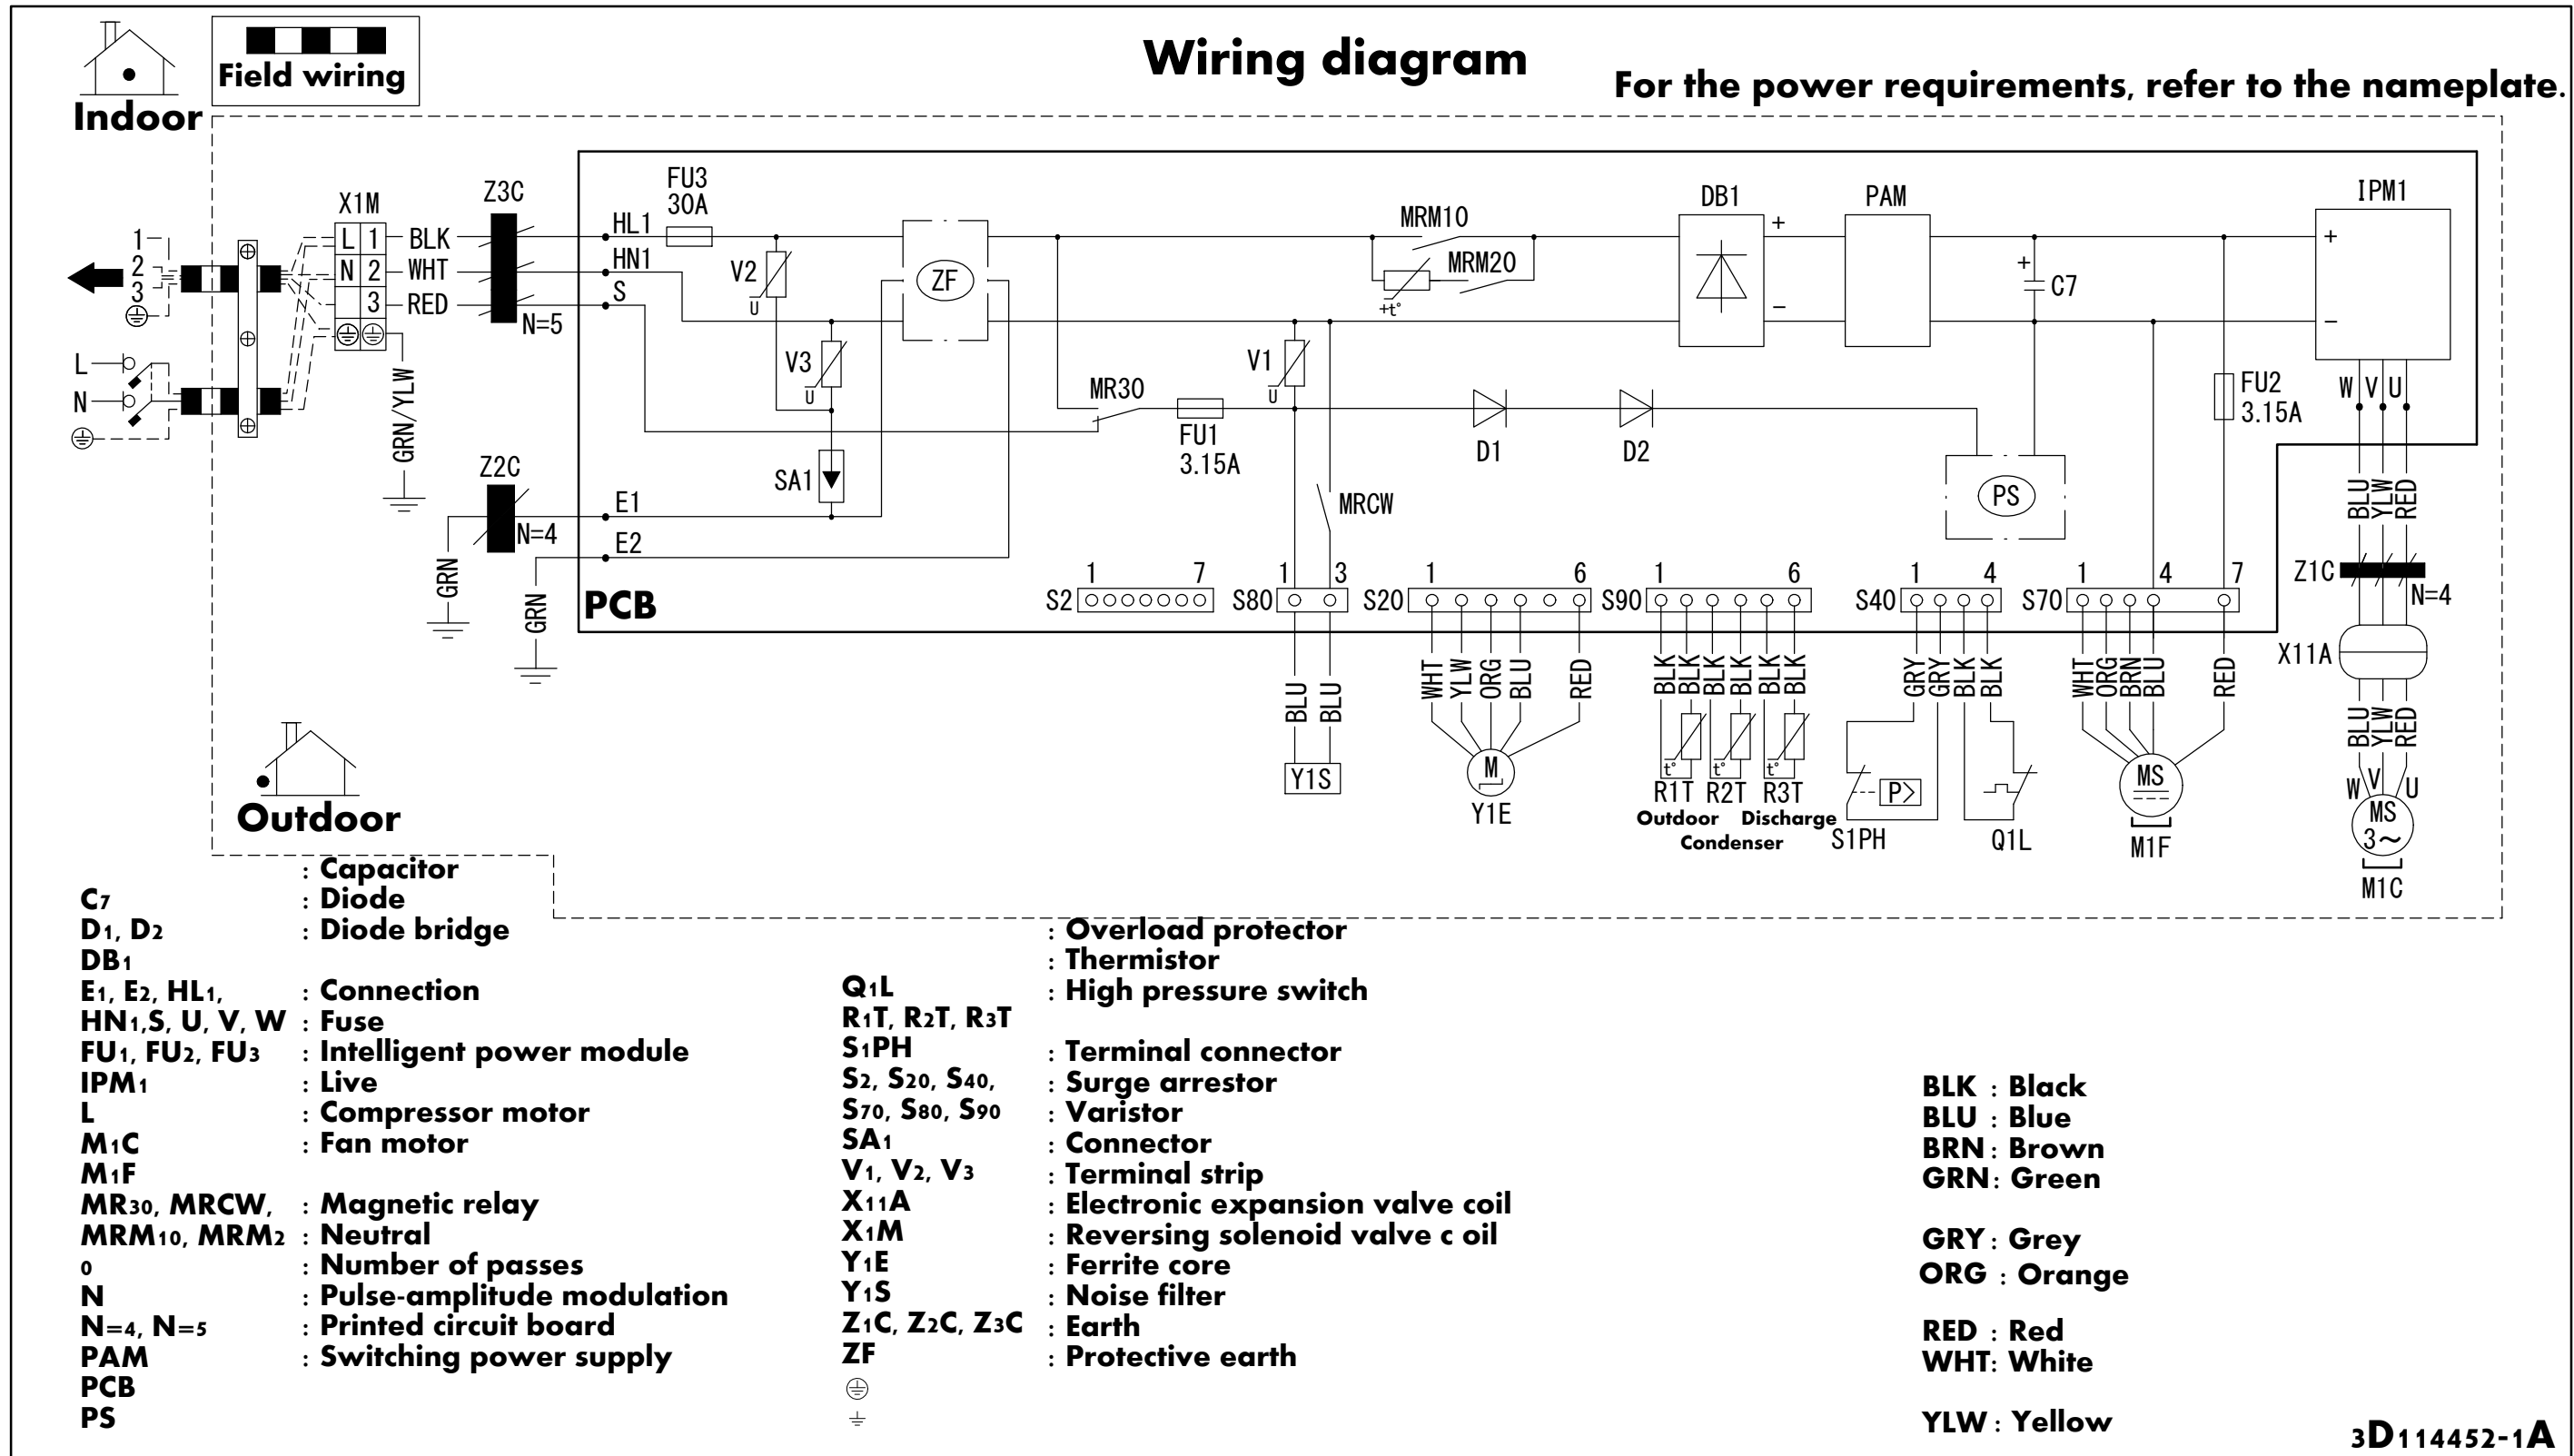 Wiring diagram
For the power requirements, refer to the nameplate.
Field wiring
Indoor
X1M
Z3C
FU3
30A
MRM10
DB1
PAM
IPM1
1
2
3
L 1 BLK
N 2 WHT
3 RED
N=5
HL1
HN1
S
V2
U
ZF
MRM20
+t°
+
−
+
C7
+
−
L
N
GRN/YLW
V3
U
V1
U
MR30
FU1
3.15A
D1
D2
FU2
3.15A
W V U
Z2C
N=4
GRN
GRN
SA1
E1
E2
MRCW
PS
BLU YLW RED
PCB
S2 1 7
S80 1 3
S20 1 6
S90 1 6
S40 1 4
S70 1 4 7
Z1C
N=4
X11A
BLU BLU
WHT YLW ORG BLU RED
BLK BLK BLK BLK BLK BLK
GRY GRY BLK BLK
WHT ORG BRN BLU RED
BLU YLW RED
W V U
Y1S
M
Y1E
t° t° t°
R1T R2T R3T
Outdoor Discharge
Condenser
P>
S1PH
Q1L
MS
M1F
MS
3~
M1C
Outdoor
: Capacitor
C7 : Diode
D1, D2 : Diode bridge
DB1
E1, E2, HL1, : Connection
HN1,S, U, V, W : Fuse
FU1, FU2, FU3 : Intelligent power module
IPM1 : Live
L : Compressor motor
M1C : Fan motor
M1F
MR30, MRCW, : Magnetic relay
MRM10, MRM2 : Neutral
0 : Number of passes
N : Pulse-amplitude modulation
N=4, N=5 : Printed circuit board
PAM : Switching power supply
PCB
PS
: Overload protector
: Thermistor
Q1L : High pressure switch
R1T, R2T, R3T
S1PH : Terminal connector
S2, S20, S40, : Surge arrestor
S70, S80, S90 : Varistor
SA1 : Connector
V1, V2, V3 : Terminal strip
X11A : Electronic expansion valve coil
X1M : Reversing solenoid valve c oil
Y1E : Ferrite core
Y1S : Noise filter
Z1C, Z2C, Z3C : Earth
ZF : Protective earth
BLK : Black
BLU : Blue
BRN : Brown
GRN : Green
GRY : Grey
ORG : Orange
RED : Red
WHT: White
YLW : Yellow
3D114452-1A